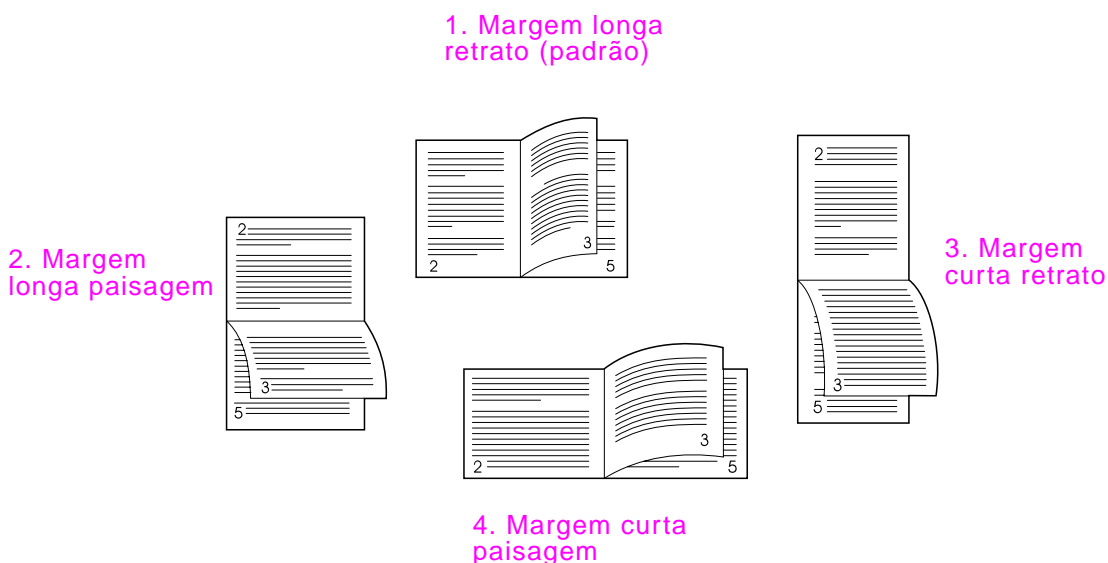 1. Margem longa
retrato (padrão)
2
3
5
2. Margem
longa paisagem
2
3
5
2
3
5
3. Margem
curta retrato
2
3
5
4. Margem curta
paisagem